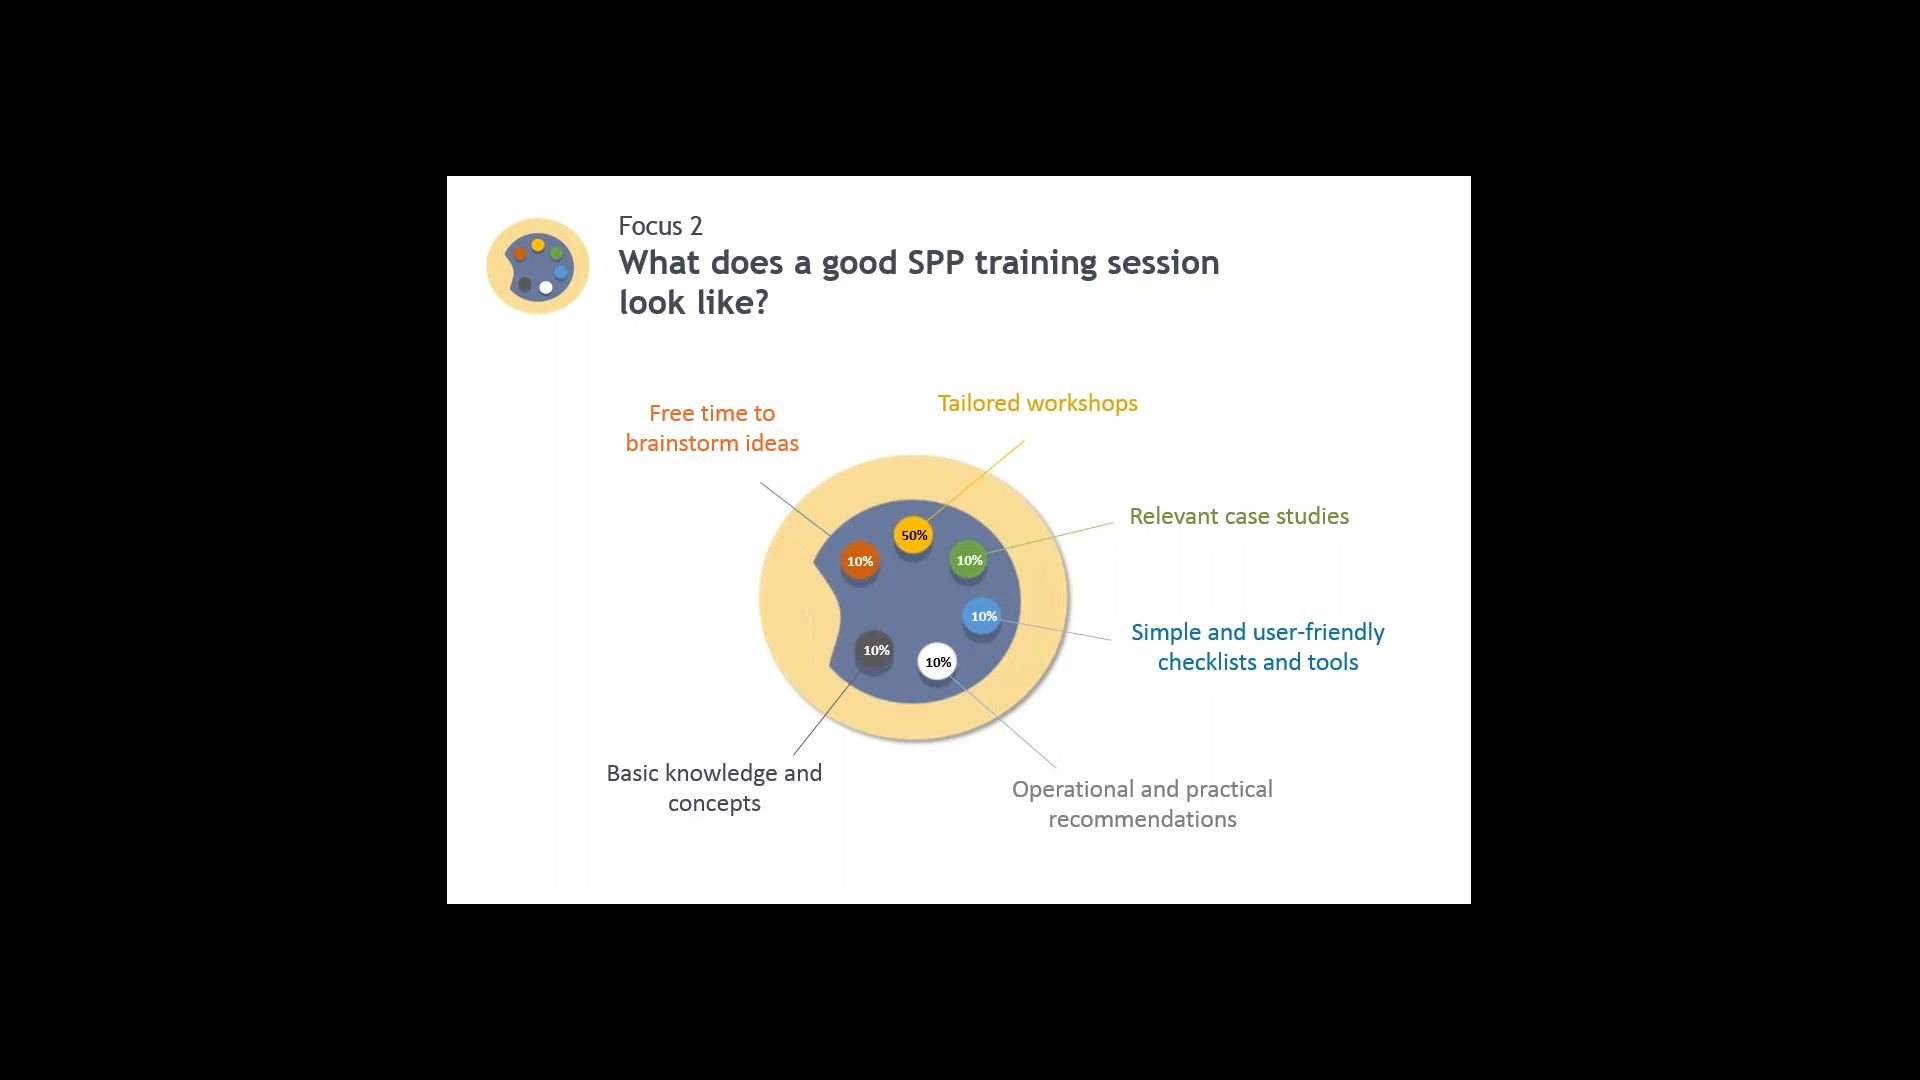 Focus 2
What does a good SPP training session
look like?
Free time to
brainstorm ideas
Tailored workshops
Relevant case studies
50%
10%
10%
10%
10%
10%
Simple and user-friendly
checklists and tools
Basic knowledge and
concepts
Operational and practical
recommendations